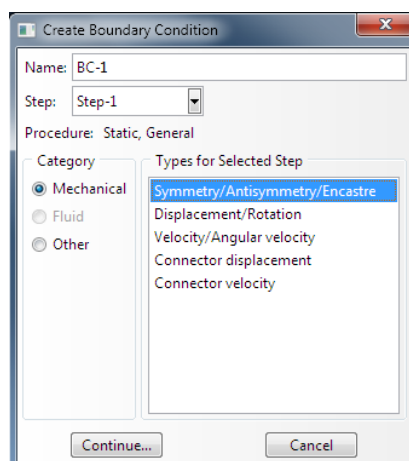 Create Boundary Condition
Name: BC-1
Step: Step-1
Procedure: Static, General
Category
Mechanical
Fluid
Other
Types for Selected Step
Symmetry/Antisymmetry/Encastre
Displacement/Rotation
Velocity/Angular velocity
Connector displacement
Connector velocity
Continue... Cancel